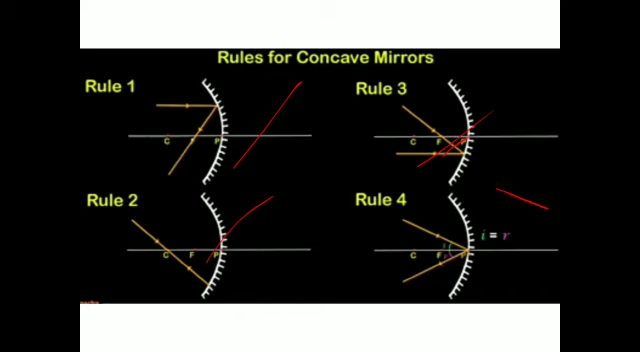 Rules for Concave Mirrors
Rule 1
C F P
Rule 3
C F P
Rule 2
C F P
Rule 4
i = r
C F P
i
r